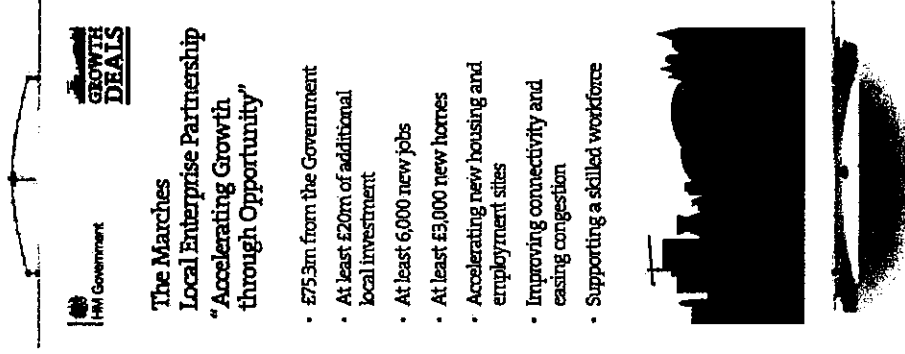 HM Government
GROWTH
DEALS
The Marches
Local Enterprise Partnership
"Accelerating Growth
through Opportunity"
· £75.3m from the Government
· At least £20m of additional
local investment
· At least 6,000 new jobs
· At least £3,000 new homes
· Accelerating new housing and
employment sites
· Improving connectivity and
easing congestion
· Supporting a skilled workforce